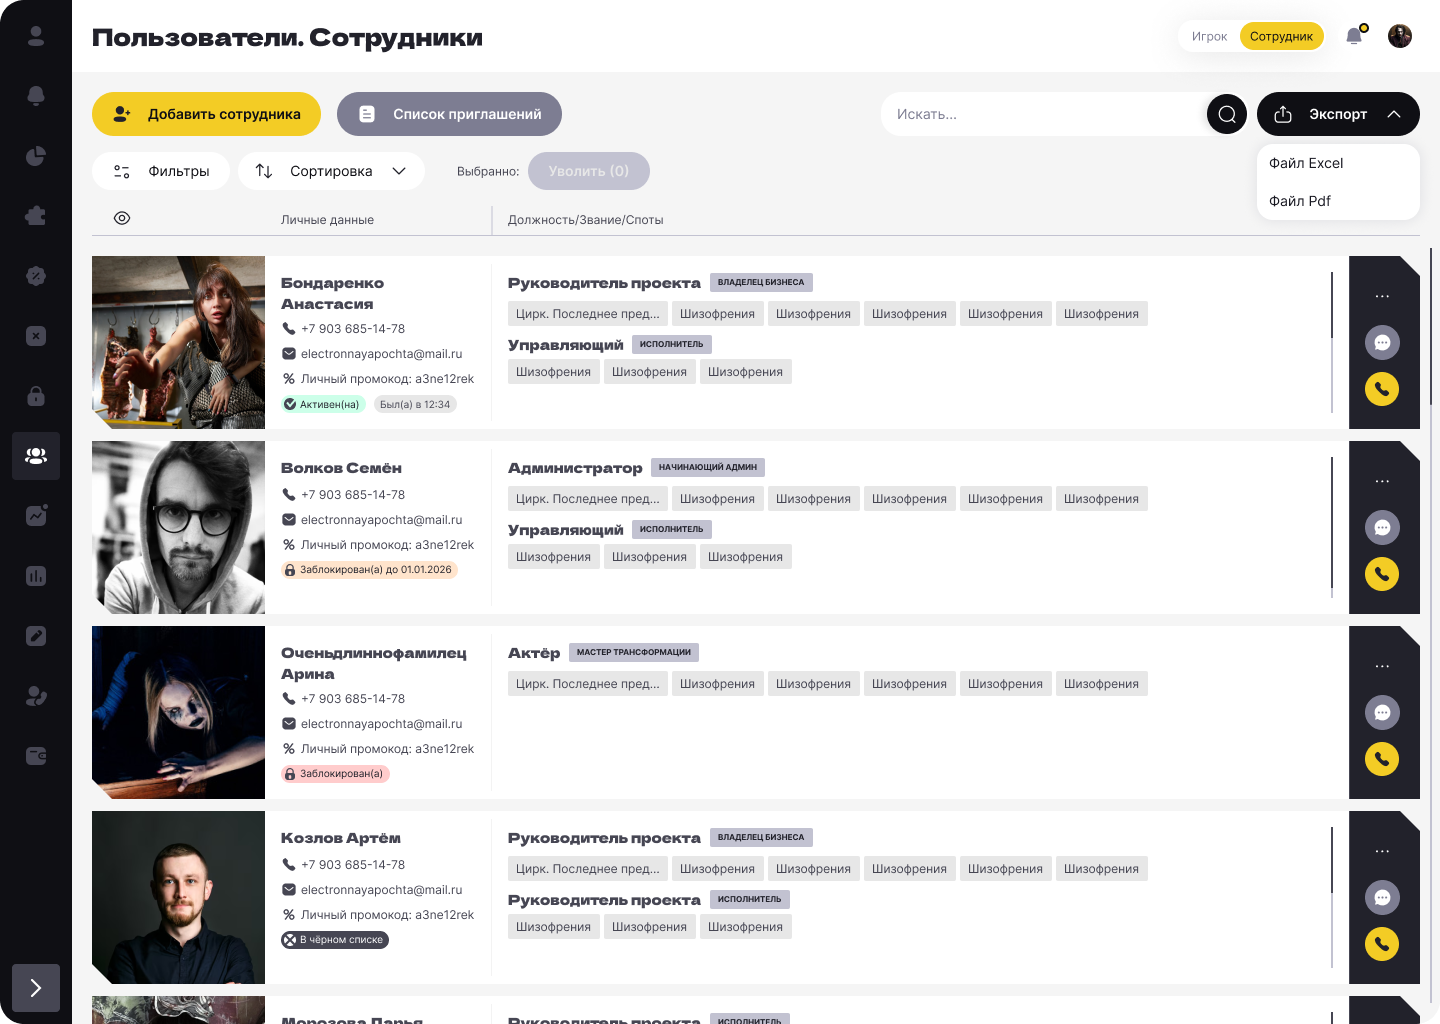 Пользователи. Сотрудники
Игрок
Сотрудник
Добавить сотрудника
Список приглашений
Искать...
Экспорт
Файл Excel
Файл Pdf
Фильтры
Сортировка
Выбранно:
Уволить (0)
Личные данные
Должность/Звание/Споты
Бондаренко
Анастасия
+7 903 685-14-78
electronnayapochta@mail.ru
Личный промокод: a3ne12rek
Активен(на)
Был(а) в 12:34
Руководитель проекта
ВЛАДЕЛЕЦ БИЗНЕСА
Цирк. Последнее пред...
Шизофрения
Шизофрения
Шизофрения
Шизофрения
Шизофрения
Управляющий
ИСПОЛНИТЕЛЬ
Шизофрения
Шизофрения
Шизофрения
Волков Семён
+7 903 685-14-78
electronnayapochta@mail.ru
Личный промокод: a3ne12rek
Заблокирован(а) до 01.01.2026
Администратор
НАЧИНАЮЩИЙ АДМИН
Цирк. Последнее пред...
Шизофрения
Шизофрения
Шизофрения
Шизофрения
Шизофрения
Управляющий
ИСПОЛНИТЕЛЬ
Шизофрения
Шизофрения
Шизофрения
Оченьдлиннофамилец
Арина
+7 903 685-14-78
electronnayapochta@mail.ru
Личный промокод: a3ne12rek
Заблокирован(а)
Актёр
МАСТЕР ТРАНСФОРМАЦИИ
Цирк. Последнее пред...
Шизофрения
Шизофрения
Шизофрения
Шизофрения
Шизофрения
Козлов Артём
+7 903 685-14-78
electronnayapochta@mail.ru
Личный промокод: a3ne12rek
В чёрном списке
Руководитель проекта
ВЛАДЕЛЕЦ БИЗНЕСА
Цирк. Последнее пред...
Шизофрения
Шизофрения
Шизофрения
Шизофрения
Шизофрения
Руководитель проекта
ИСПОЛНИТЕЛЬ
Шизофрения
Шизофрения
Шизофрения
Морозова Дарья
Руководитель проекта
ИСПОЛНИТЕЛЬ